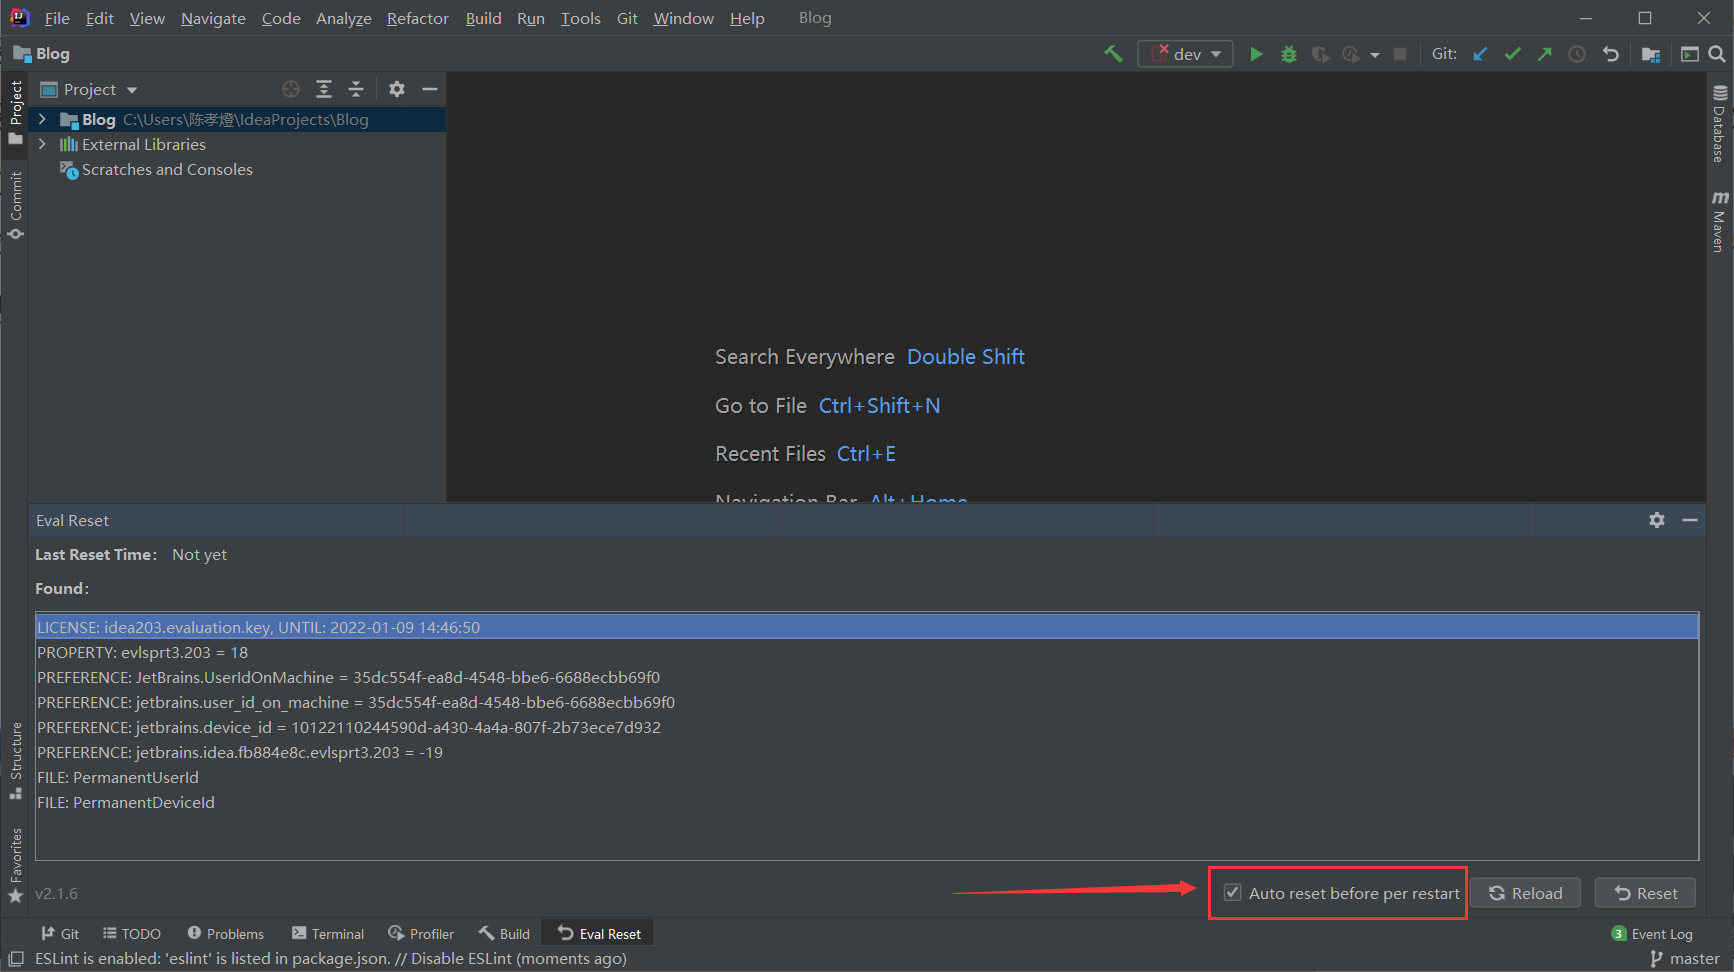 File Edit View Navigate Code Analyze Refactor Build Run Tools Git Window Help Blog
Blog dev Git:
Project
Project
Blog C:\Users\陈孝燈\IdeaProjects\Blog
External Libraries
Scratches and Consoles
Commit
Database
Maven
Search Everywhere Double Shift
Go to File Ctrl+Shift+N
Recent Files Ctrl+E
Navigation Bar Alt+Home
Eval Reset
Last Reset Time: Not yet
Found:
LICENSE: idea203.evaluation.key, UNTIL: 2022-01-09 14:46:50
PROPERTY: evlsprt3.203 = 18
PREFERENCE: JetBrains.UserIdOnMachine = 35dc554f-ea8d-4548-bbe6-6688ecbb69f0
PREFERENCE: jetbrains.user_id_on_machine = 35dc554f-ea8d-4548-bbe6-6688ecbb69f0
PREFERENCE: jetbrains.device_id = 10122110244590d-a430-4a4a-807f-2b73ece7d932
PREFERENCE: jetbrains.idea.fb884e8c.evlsprt3.203 = -19
FILE: PermanentUserId
FILE: PermanentDeviceId
Structure
Favorites
v2.1.6
Auto reset before per restart Reload Reset
Git TODO Problems Terminal Profiler Build Eval Reset 3 Event Log
ESLint is enabled: 'eslint' is listed in package.json. // Disable ESLint (moments ago) master